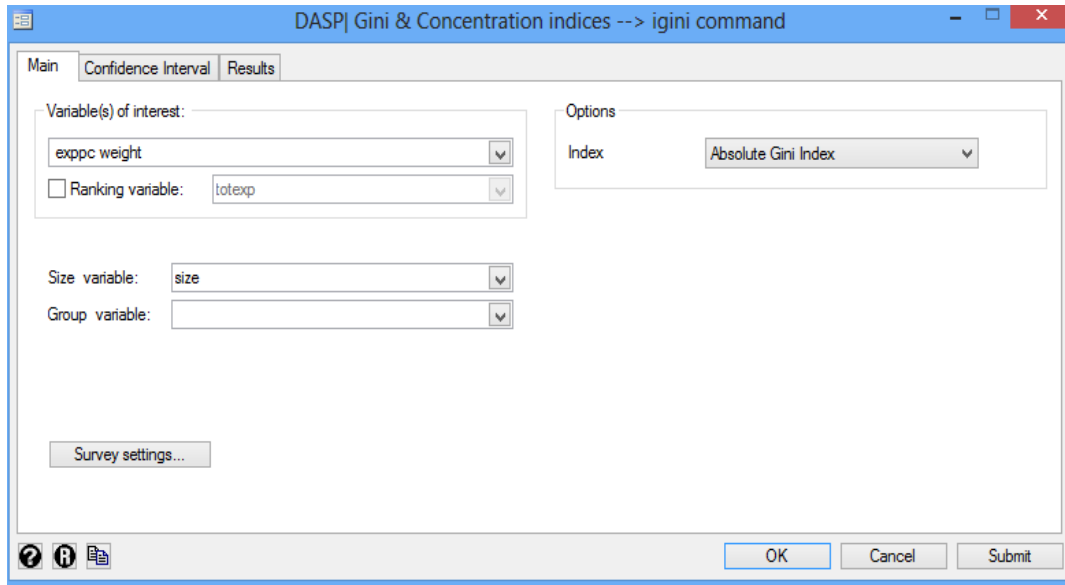 DASP| Gini & Concentration indices --> igini command
Main Confidence Interval Results
Variable(s) of interest:
exppc weight
Ranking variable: totexp
Options
Index Absolute Gini Index
Size variable: size
Group variable:
Survey settings...
? R
OK Cancel Submit